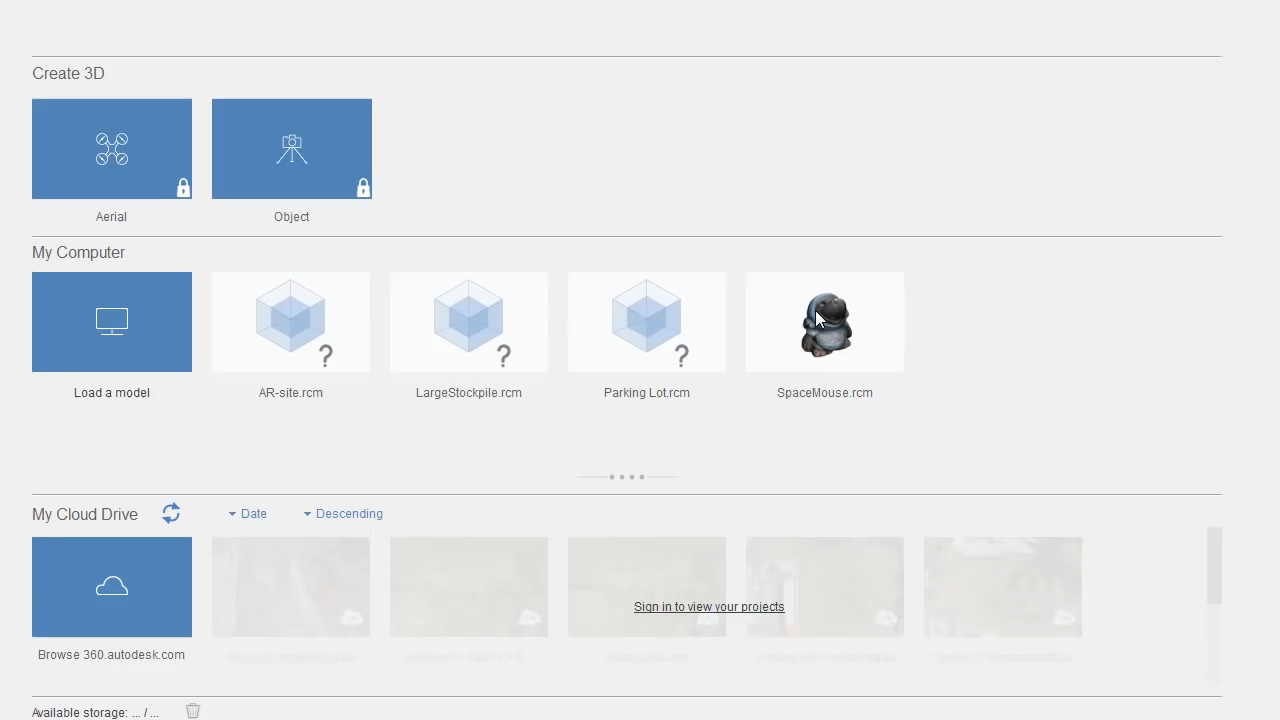 Create 3D
Aerial
Object
My Computer
?
?
?
Load a model
AR-site.rcm
LargeStockpile.rcm
Parking Lot.rcm
SpaceMouse.rcm
My Cloud Drive
Date
Descending
Sign in to view your projects
Browse 360.autodesk.com
Available storage: ... / ...